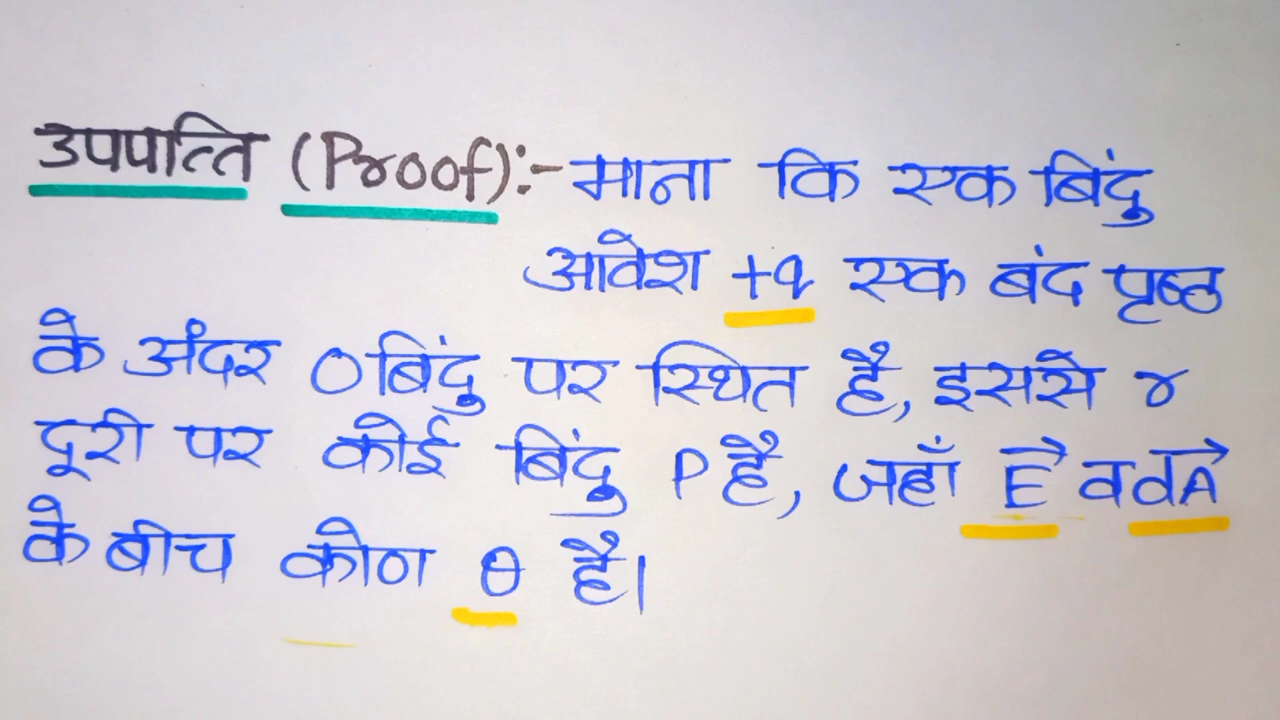 उपपत्ति (Proof):- माना कि एक बिंदु
आवेश +q एक बंद पृष्ठ
के अंदर O बिंदु पर स्थित है, इससे r
दूरी पर कोई बिंदु P है, जहाँ E⃗ व dA⃗
के बीच कोण θ है।